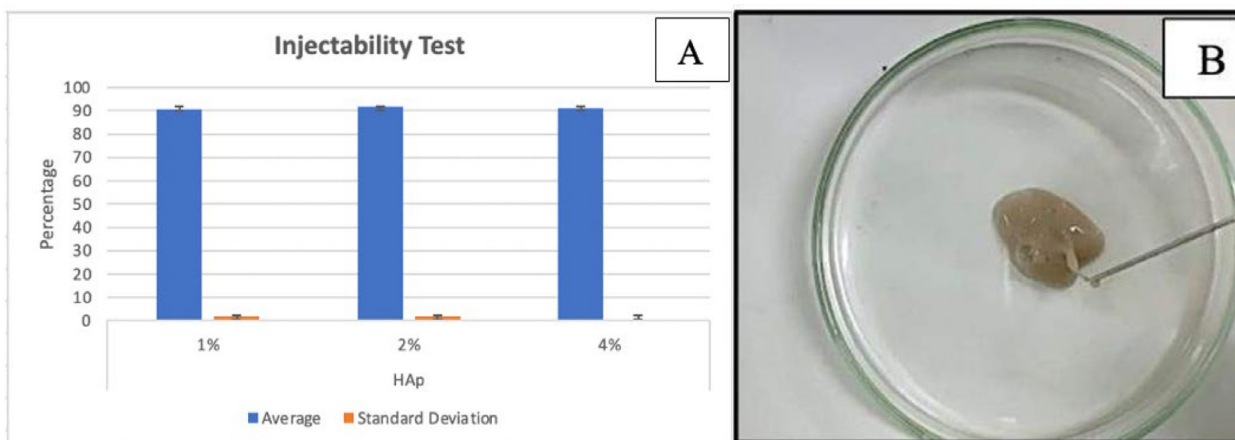 Injectability Test
A
100
90
80
70
60
50
40
30
20
10
0
Percentage
1% 2% 4%
HAp
Average Standard Deviation
B